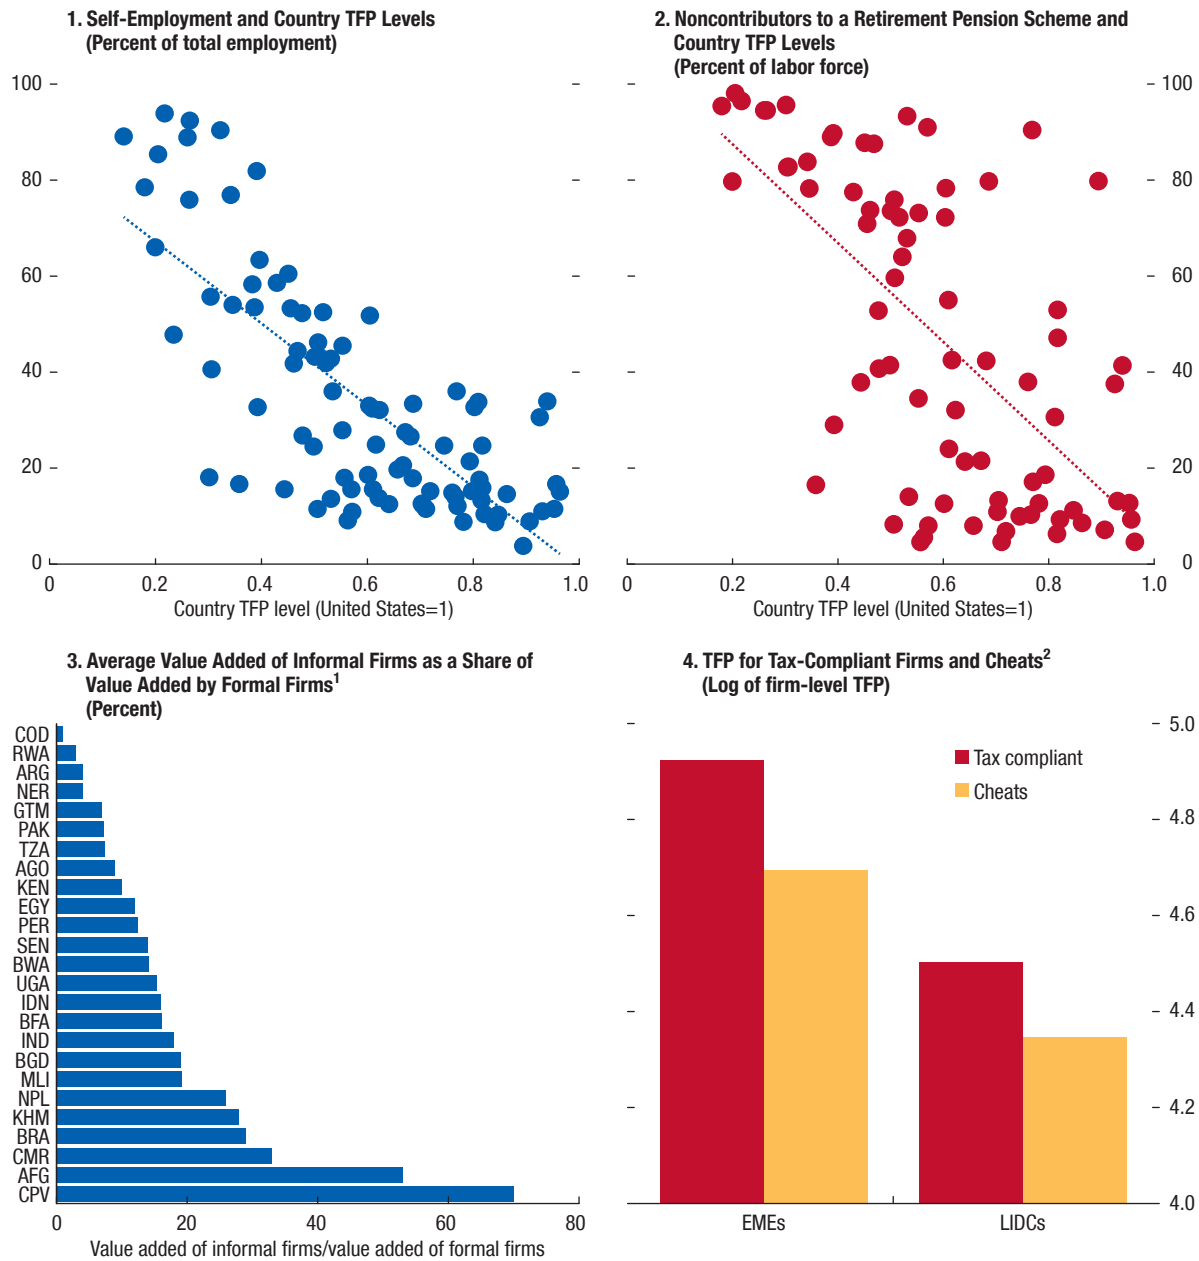 1. Self-Employment and Country TFP Levels
(Percent of total employment)
100
80
60
40
20
0
0
0.2
0.4
0.6
0.8
1.0
Country TFP level (United States=1)
2. Noncontributors to a Retirement Pension Scheme and
Country TFP Levels
(Percent of labor force)
100
80
60
40
20
0
0
0.2
0.4
0.6
0.8
1.0
Country TFP level (United States=1)
3. Average Value Added of Informal Firms as a Share of
Value Added by Formal Firms1
(Percent)
COD
RWA
ARG
NER
GTM
PAK
TZA
AGO
KEN
EGY
PER
SEN
BWA
UGA
IDN
BFA
IND
BGD
MLI
NPL
KHM
BRA
CMR
AFG
CPV
0
20
40
60
80
Value added of informal firms/value added of formal firms
4. TFP for Tax-Compliant Firms and Cheats2
(Log of firm-level TFP)
5.0
Tax compliant
Cheats
4.8
4.6
4.4
4.2
4.0
EMEs
LIDCs